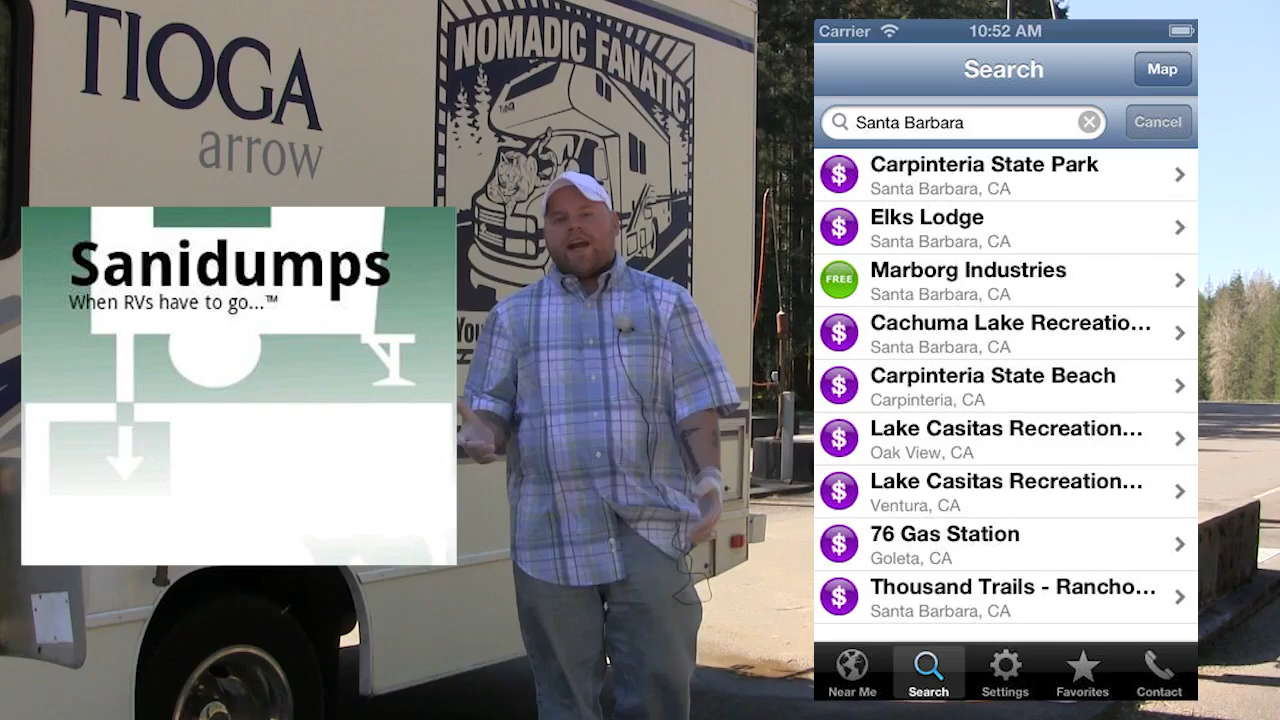 TIOGA
arrow
NOMADIC FANATIC
TIOGA
You
Sanidumps
When RVs have to go...™
Carrier
10:52 AM
Search
Map
Santa Barbara
Cancel
$
Carpinteria State Park
Santa Barbara, CA
$
Elks Lodge
Santa Barbara, CA
FREE
Marborg Industries
Santa Barbara, CA
$
Cachuma Lake Recreatio...
Santa Barbara, CA
$
Carpinteria State Beach
Carpinteria, CA
$
Lake Casitas Recreation...
Oak View, CA
$
Lake Casitas Recreation...
Ventura, CA
$
76 Gas Station
Goleta, CA
$
Thousand Trails - Rancho...
Santa Barbara, CA
Near Me
Search
Settings
Favorites
Contact